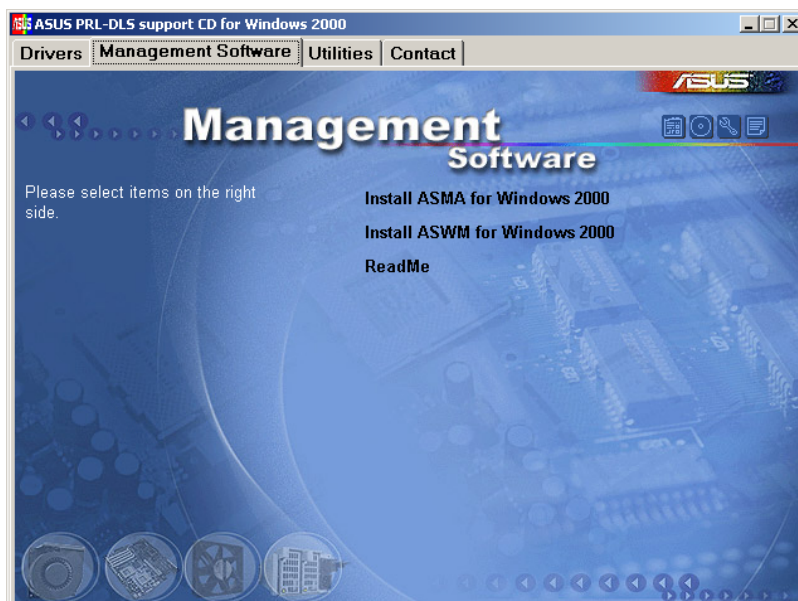 ASUS PRL-DLS support CD for Windows 2000
Drivers Management Software Utilities Contact
ASUS
Management
Software
Please select items on the right
side.
Install ASMA for Windows 2000
Install ASWM for Windows 2000
ReadMe